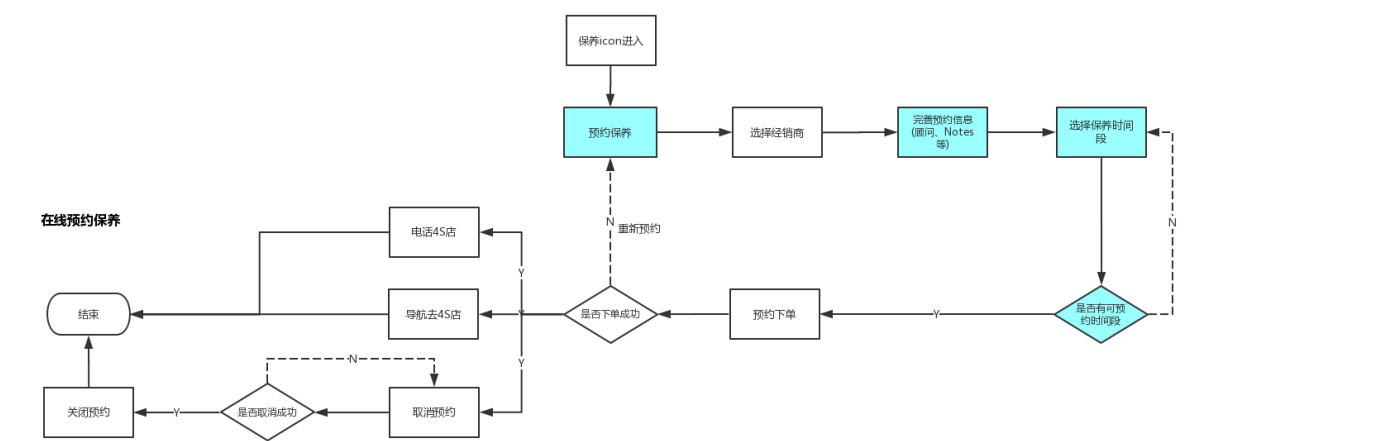 保养icon进入
预约保养
选择经销商
完善预约信息
(顾问、Notes
等)
选择保养时间
段
在线预约保养
电话4S店
N
重新预约
N
Y
结束
导航去4S店
Y
是否下单成功
预约下单
Y
是否有可预
约时间段
N
Y
关闭预约
Y
是否取消成功
取消预约